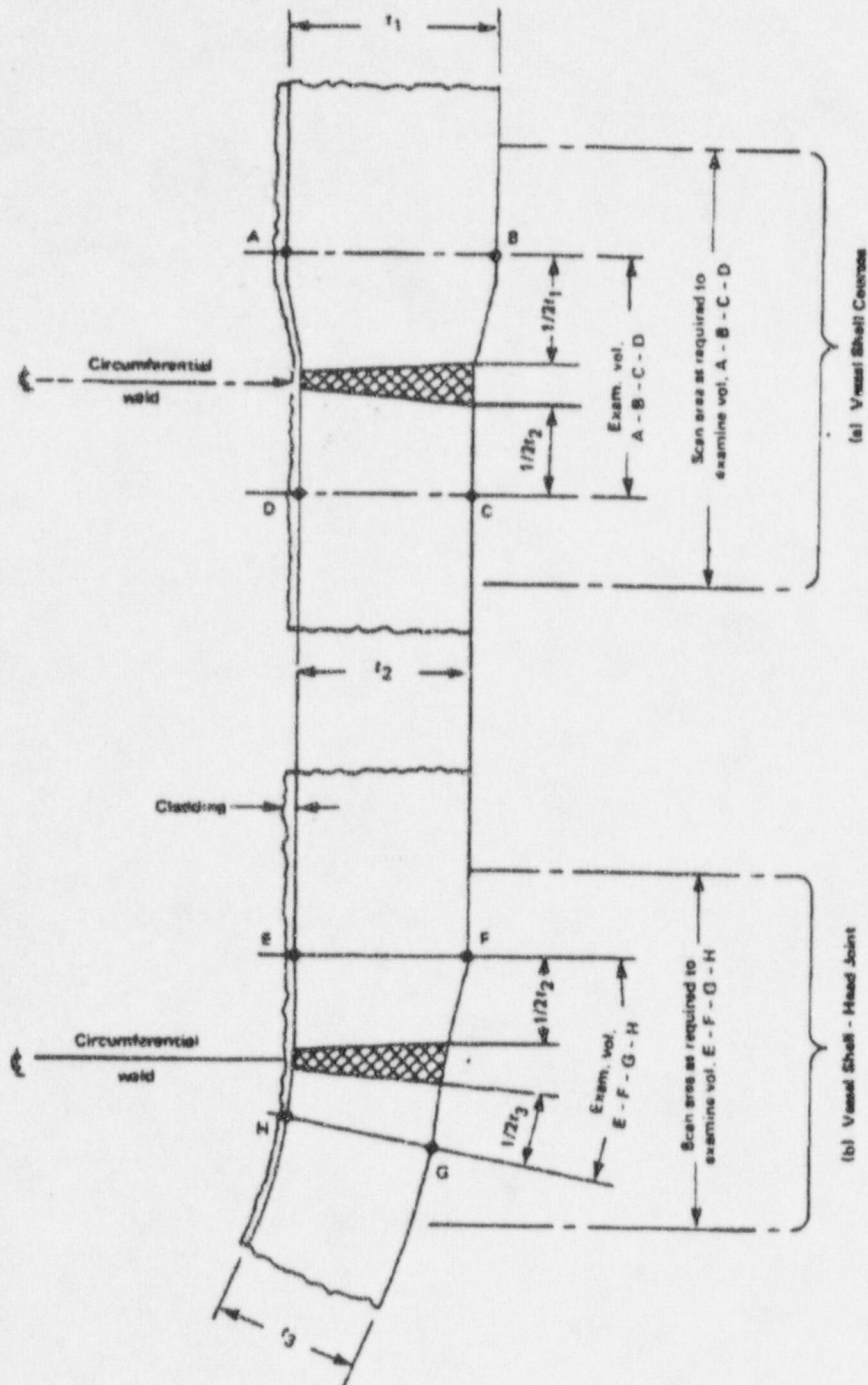 t1
A
B
Circumferential
weld
1/2t1
1/2t2
Exam. vol.
A - B - C - D
Scan area as required to
examine vol. A - B - C - D
(a) Vessel Shell Courses
D
C
t2
Cladding
E
F
Circumferential
weld
1/2t2
1/2t3
Exam. vol.
E - F - G - H
Scan area as required to
examine vol. E - F - G - H
(b) Vessel Shell - Head Joint
H
G
t3